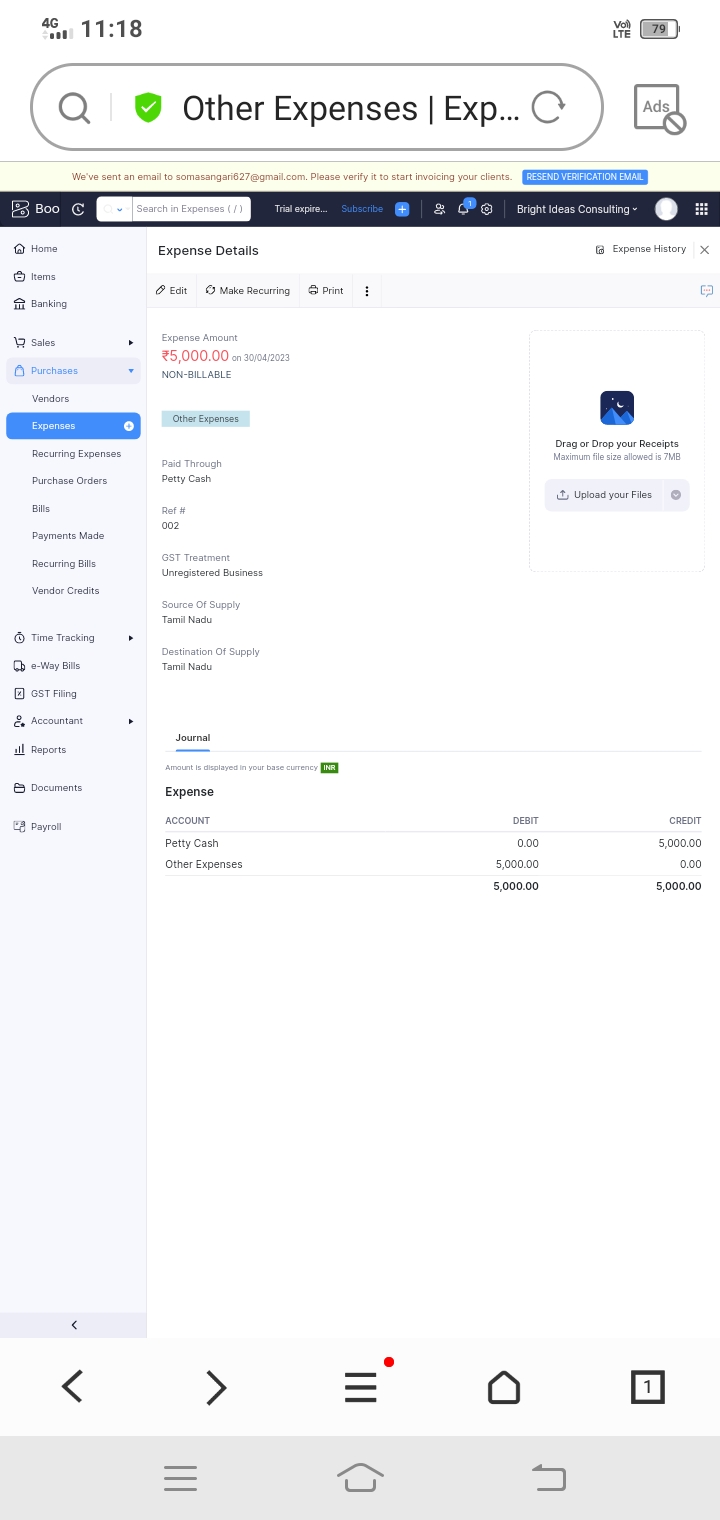 4G 11:18 Vo) LTE 79
Other Expenses | Exp... Ads
We've sent an email to somasangari627@gmail.com. Please verify it to start invoicing your clients. RESEND VERIFICATION EMAIL
Boo Search in Expenses ( / ) Trial expire... Subscribe 1 Bright Ideas Consulting
Home
Items
Banking
Sales
Purchases
Vendors
Expenses
Recurring Expenses
Purchase Orders
Bills
Payments Made
Recurring Bills
Vendor Credits
Time Tracking
e-Way Bills
GST Filing
Accountant
Reports
Documents
Payroll
Expense Details Expense History
Edit Make Recurring Print
Expense Amount
₹5,000.00 on 30/04/2023
NON-BILLABLE
Other Expenses
Paid Through
Petty Cash
Ref #
002
GST Treatment
Unregistered Business
Source Of Supply
Tamil Nadu
Destination Of Supply
Tamil Nadu
Drag or Drop your Receipts
Maximum file size allowed is 7MB
Upload your Files
Journal
Amount is displayed in your base currency INR
Expense
ACCOUNT DEBIT CREDIT
Petty Cash 0.00 5,000.00
Other Expenses 5,000.00 0.00
5,000.00 5,000.00
1